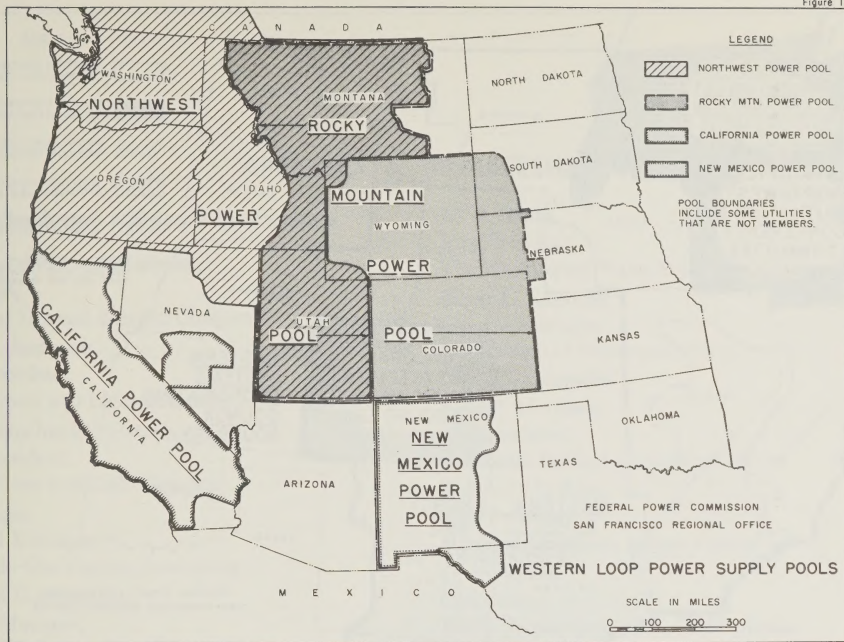 Figure 1
CANADA
LEGEND
NORTHWEST POWER POOL
ROCKY MTN. POWER POOL
CALIFORNIA POWER POOL
NEW MEXICO POWER POOL
POOL BOUNDARIES
INCLUDE SOME UTILITIES
THAT ARE NOT MEMBERS.
WASHINGTON
NORTHWEST
OREGON
IDAHO
POWER
MONTANA
ROCKY
MOUNTAIN
WYOMING
POWER
NORTH DAKOTA
SOUTH DAKOTA
NEBRASKA
NEVADA
UTAH
POOL
POOL
COLORADO
KANSAS
CALIFORNIA POWER POOL
CALIFORNIA
ARIZONA
NEW MEXICO
NEW
MEXICO
POWER
POOL
TEXAS
OKLAHOMA
FEDERAL POWER COMMISSION
SAN FRANCISCO REGIONAL OFFICE
WESTERN LOOP POWER SUPPLY POOLS
MEXICO
SCALE IN MILES
0 50 100 200 300